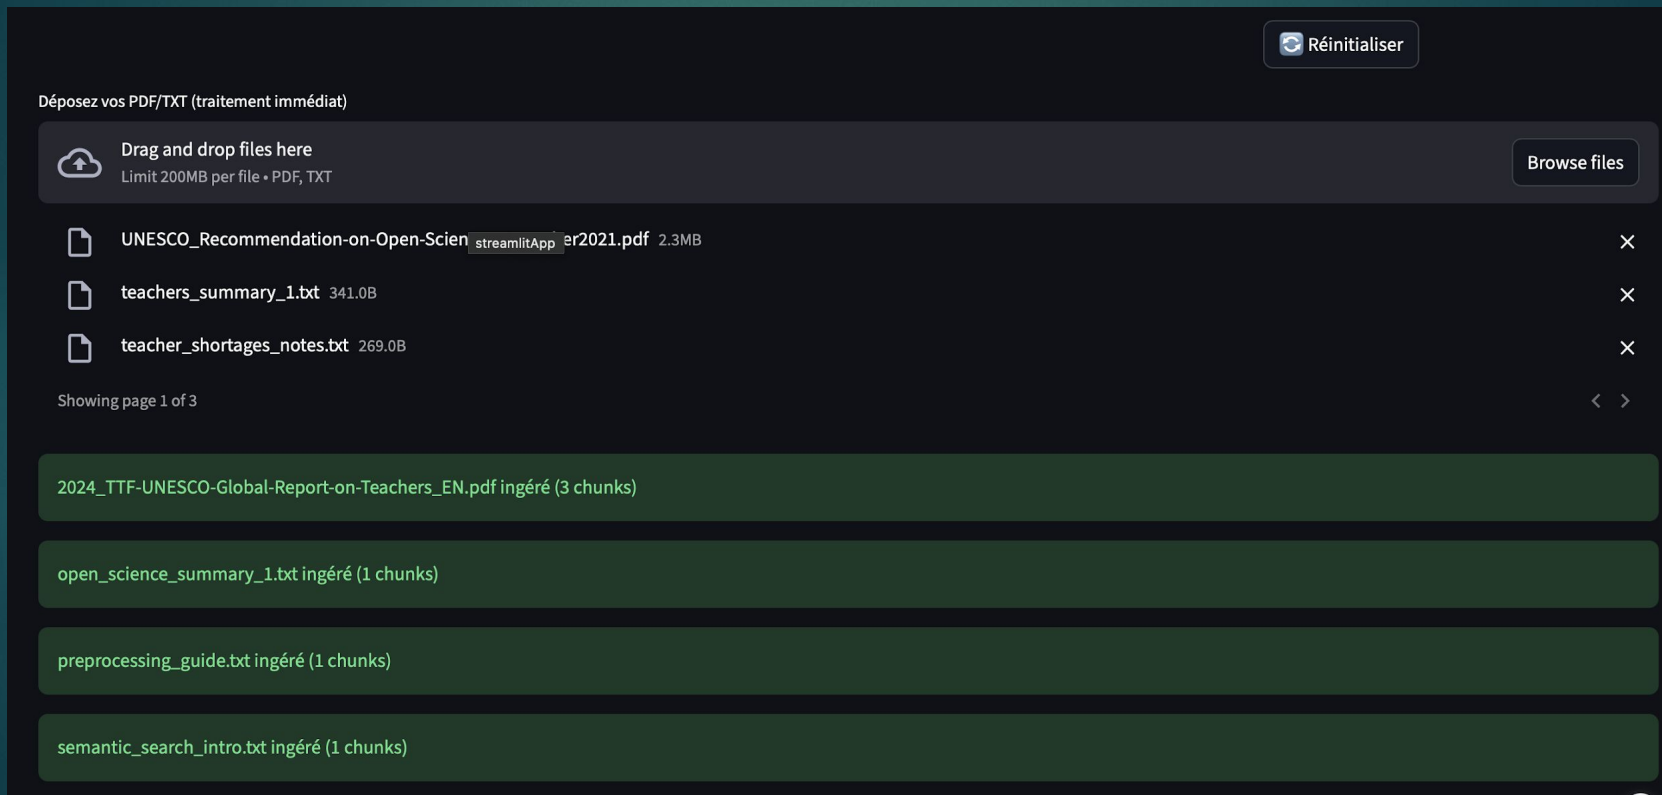 Réinitialiser
Déposez vos PDF/TXT (traitement immédiat)
Drag and drop files here
Limit 200MB per file • PDF, TXT
Browse files
UNESCO_Recommendation-on-Open-Scien streamlitApp er2021.pdf 2.3MB
teachers_summary_1.txt 341.0B
teacher_shortages_notes.txt 269.0B
Showing page 1 of 3
2024_TTF-UNESCO-Global-Report-on-Teachers_EN.pdf ingéré (3 chunks)
open_science_summary_1.txt ingéré (1 chunks)
preprocessing_guide.txt ingéré (1 chunks)
semantic_search_intro.txt ingéré (1 chunks)